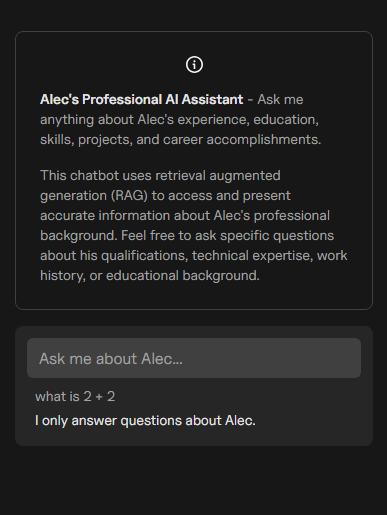 Alec's Professional AI Assistant - Ask me
anything about Alec's experience, education,
skills, projects, and career accomplishments.
This chatbot uses retrieval augmented
generation (RAG) to access and present
accurate information about Alec's professional
background. Feel free to ask specific questions
about his qualifications, technical expertise, work
history, or educational background.
Ask me about Alec...
what is 2 + 2
I only answer questions about Alec.